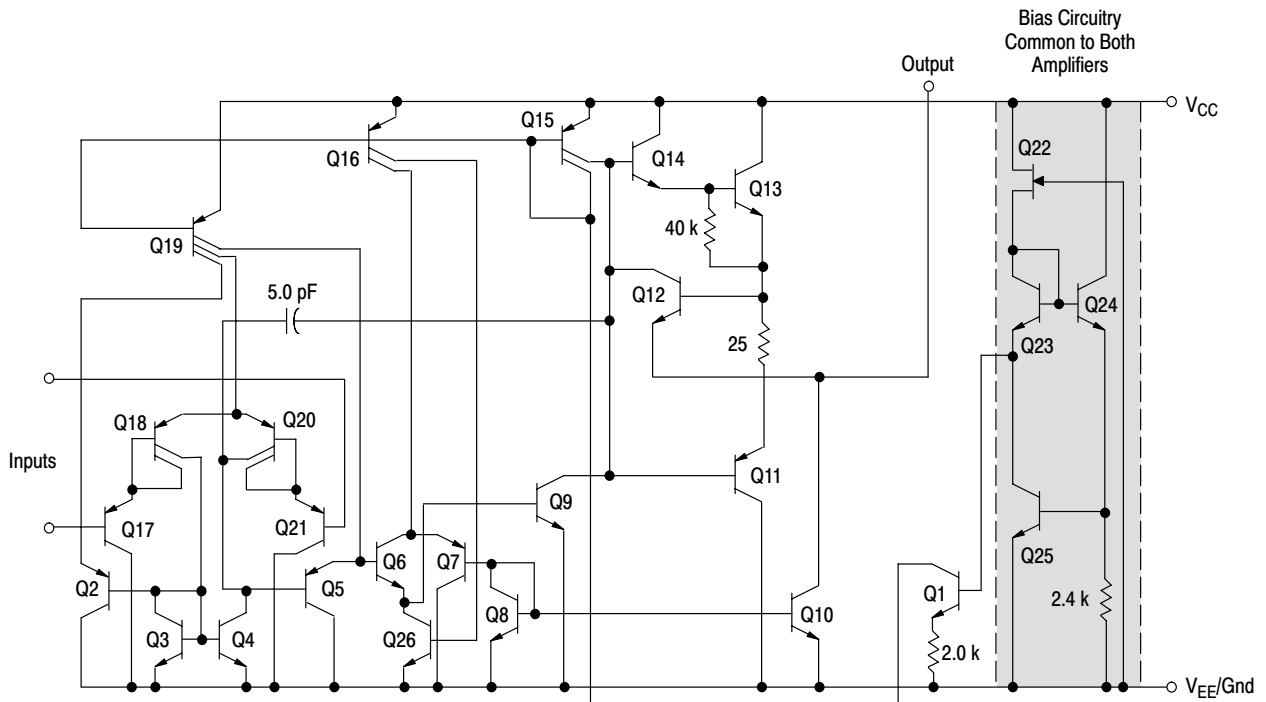 Bias Circuitry
Common to Both
Amplifiers
Output
VCC
Q15
Q16
Q14
Q22
Q13
40 k
Q19
5.0 pF
Q12
Q24
25
Q23
Q18
Q20
Inputs
Q11
Q9
Q17
Q21
Q25
Q6
Q7
Q2
Q5
Q1
Q8
Q10
2.4 k
Q3
Q4
Q26
2.0 k
VEE/Gnd